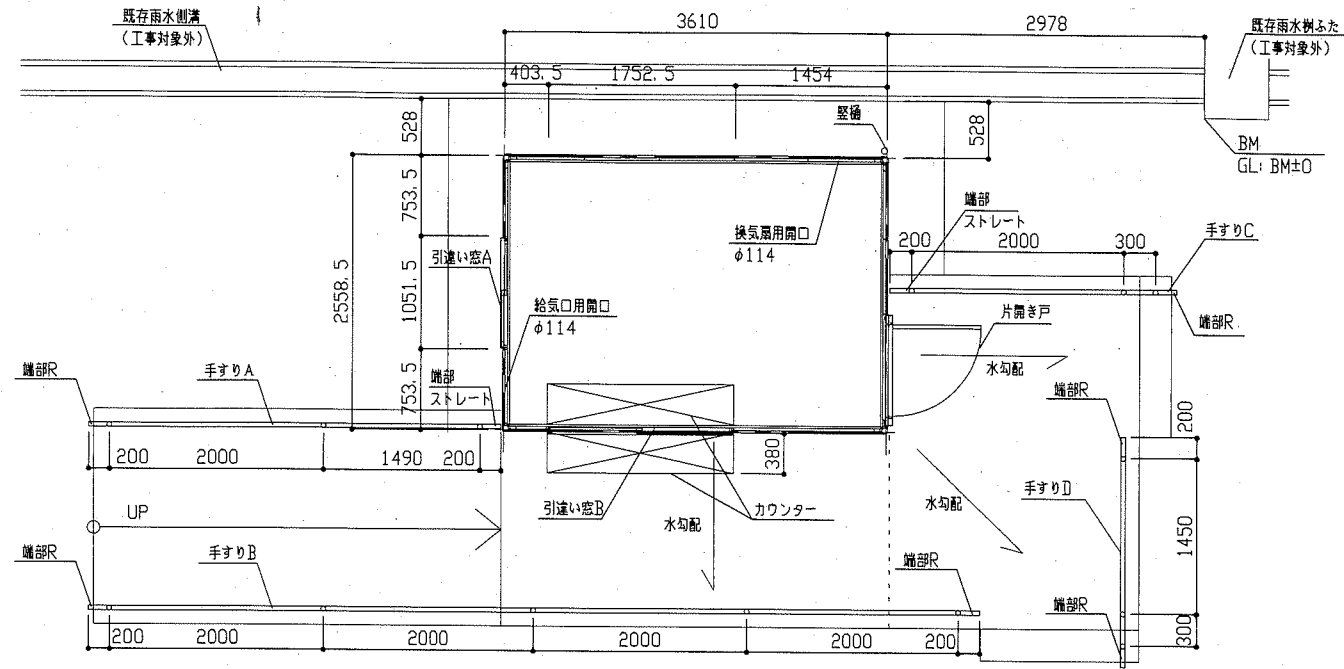 既存雨水側溝
（工事対象外）
3610
2978
既存雨水桝ふた
（工事対象外）
403.5
1752.5
1454
竪樋
528
528
BM
GL: BM±0
753.5
端部
ストレート
換気扇用開口
φ114
200
2000
300
手すりC
引違い窓A
2558.5
1051.5
給気口用開口
φ114
片開き戸
端部R
水勾配
端部R
手すりA
753.5
端部
ストレート
端部R
200
200
2000
1490
200
380
手すりD
UP
引違い窓B
水勾配
カウンター
水勾配
1450
端部R
手すりB
端部R
端部R
200
2000
2000
2000
2000
200
300